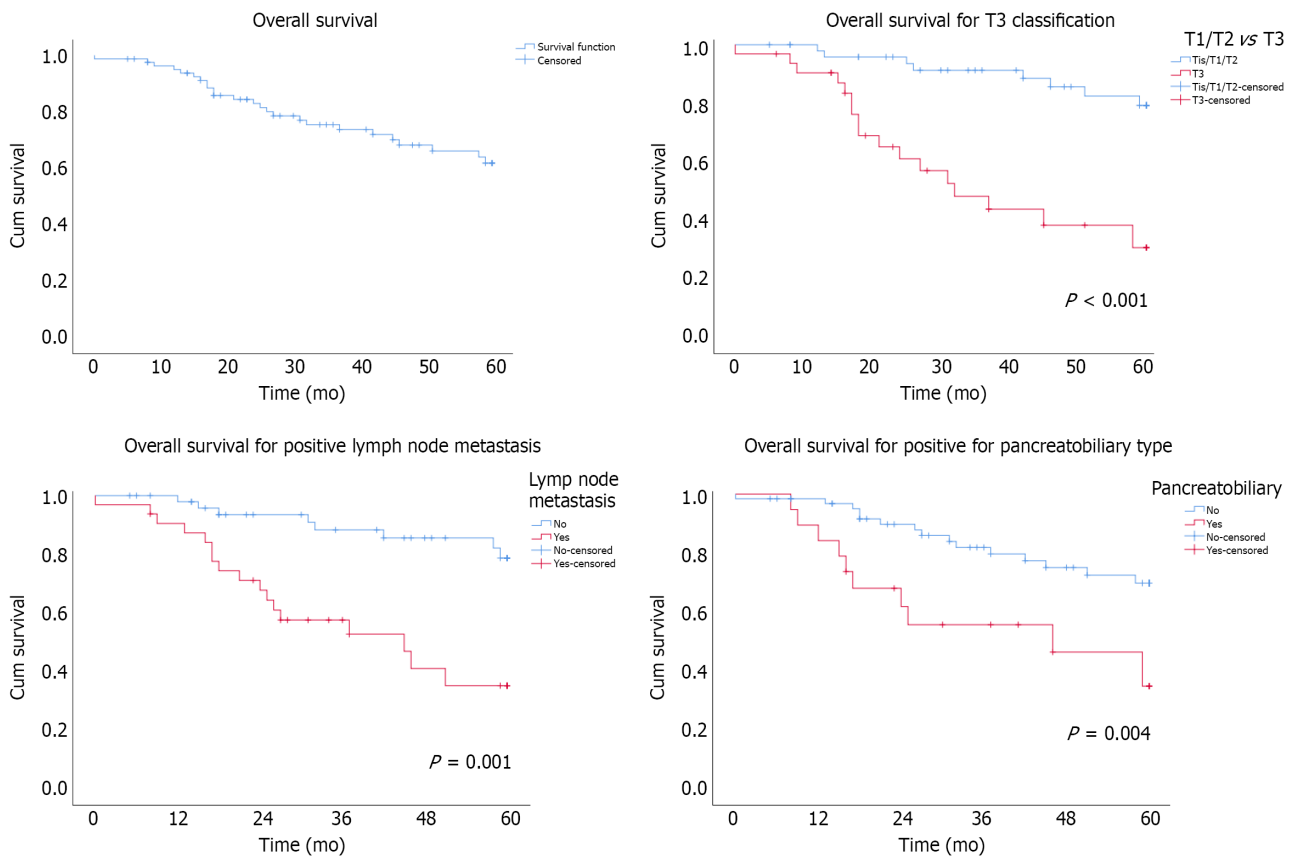 Overall survival
Survival function
Censored
Cum survival
1.0
0.8
0.6
0.4
0.2
0.0
0 10 20 30 40 50 60
Time (mo)
Overall survival for T3 classification
T1/T2 vs T3
Tis/T1/T2
T3
Tis/T1/T2-censored
T3-censored
Cum survival
1.0
0.8
0.6
0.4
0.2
0.0
P < 0.001
0 10 20 30 40 50 60
Time (mo)
Overall survival for positive lymph node metastasis
Lymp node
metastasis
No
Yes
No-censored
Yes-censored
Cum survival
1.0
0.8
0.6
0.4
0.2
0.0
P = 0.001
0 12 24 36 48 60
Time (mo)
Overall survival for positive for pancreatobiliary type
Pancreatobiliary
No
Yes
No-censored
Yes-censored
Cum survival
1.0
0.8
0.6
0.4
0.2
0.0
P = 0.004
0 12 24 36 48 60
Time (mo)